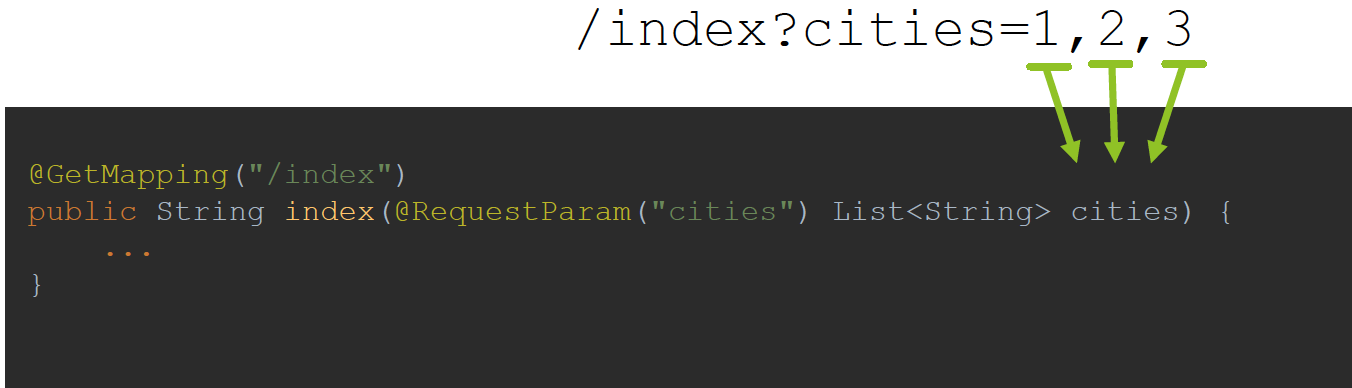 /index?cities=1,2,3
@GetMapping("/index")
public String index(@RequestParam("cities") List<String> cities) {
    ...
}